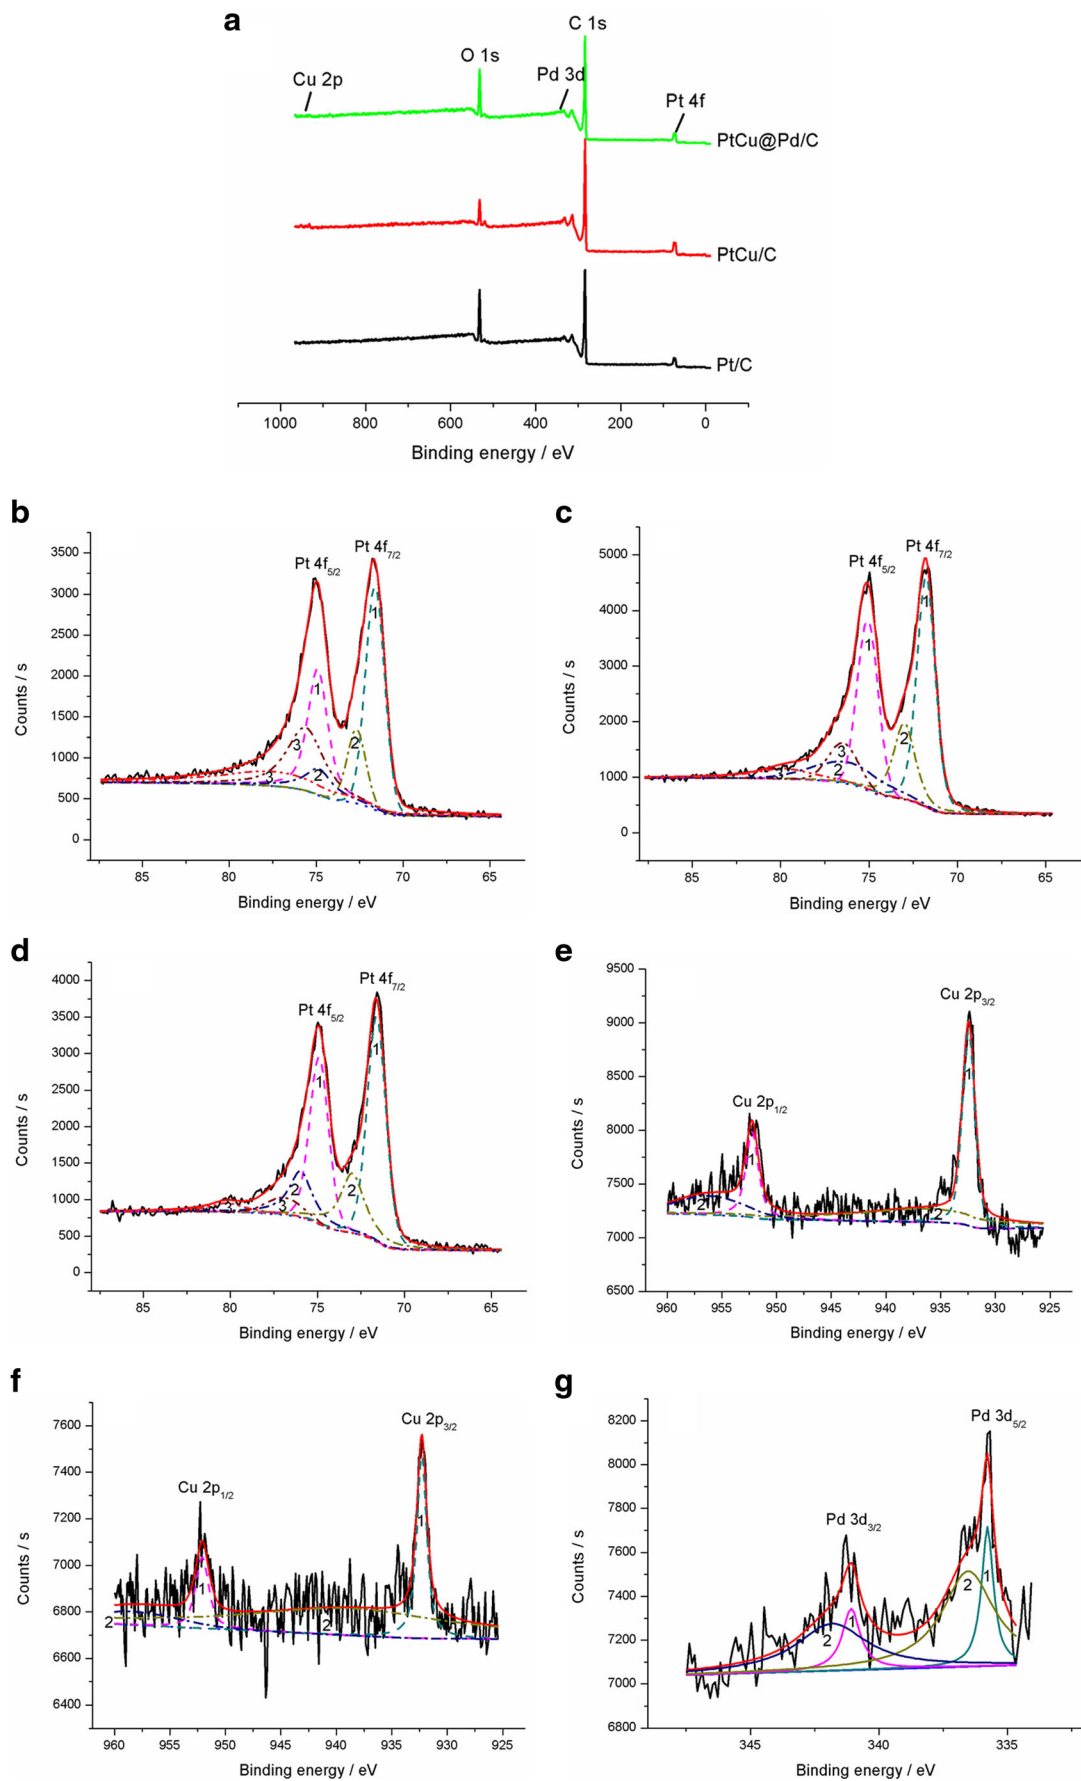 a
C 1s
O 1s
Pd 3d
Cu 2p
Pt 4f
PtCu@Pd/C
PtCu/C
Pt/C
1000 800 600 400 200 0
Binding energy / eV
b
3500
3000
2500
2000
1500
1000
500
0
Counts / s
Pt 4f5/2
Pt 4f7/2
1
1
2
3
2
3
85 80 75 70 65
Binding energy / eV
c
5000
4000
3000
2000
1000
0
Counts / s
Pt 4f5/2
Pt 4f7/2
1
1
2
3
2
3
85 80 75 70 65
Binding energy / eV
d
4000
3500
3000
2500
2000
1500
1000
500
0
Counts / s
Pt 4f5/2
Pt 4f7/2
1
1
2
2
3
3
85 80 75 70 65
Binding energy / eV
e
9500
9000
8500
8000
7500
7000
6500
Counts / s
Cu 2p3/2
Cu 2p1/2
1
1
2
2
960 955 950 945 940 935 930 925
Binding energy / eV
f
7600
7400
7200
7000
6800
6600
6400
Counts / s
Cu 2p3/2
Cu 2p1/2
1
1
2
2
960 955 950 945 940 935 930 925
Binding energy / eV
g
8200
8000
7800
7600
7400
7200
7000
6800
Counts / s
Pd 3d5/2
Pd 3d3/2
2
1
2
1
345 340 335
Binding energy / eV